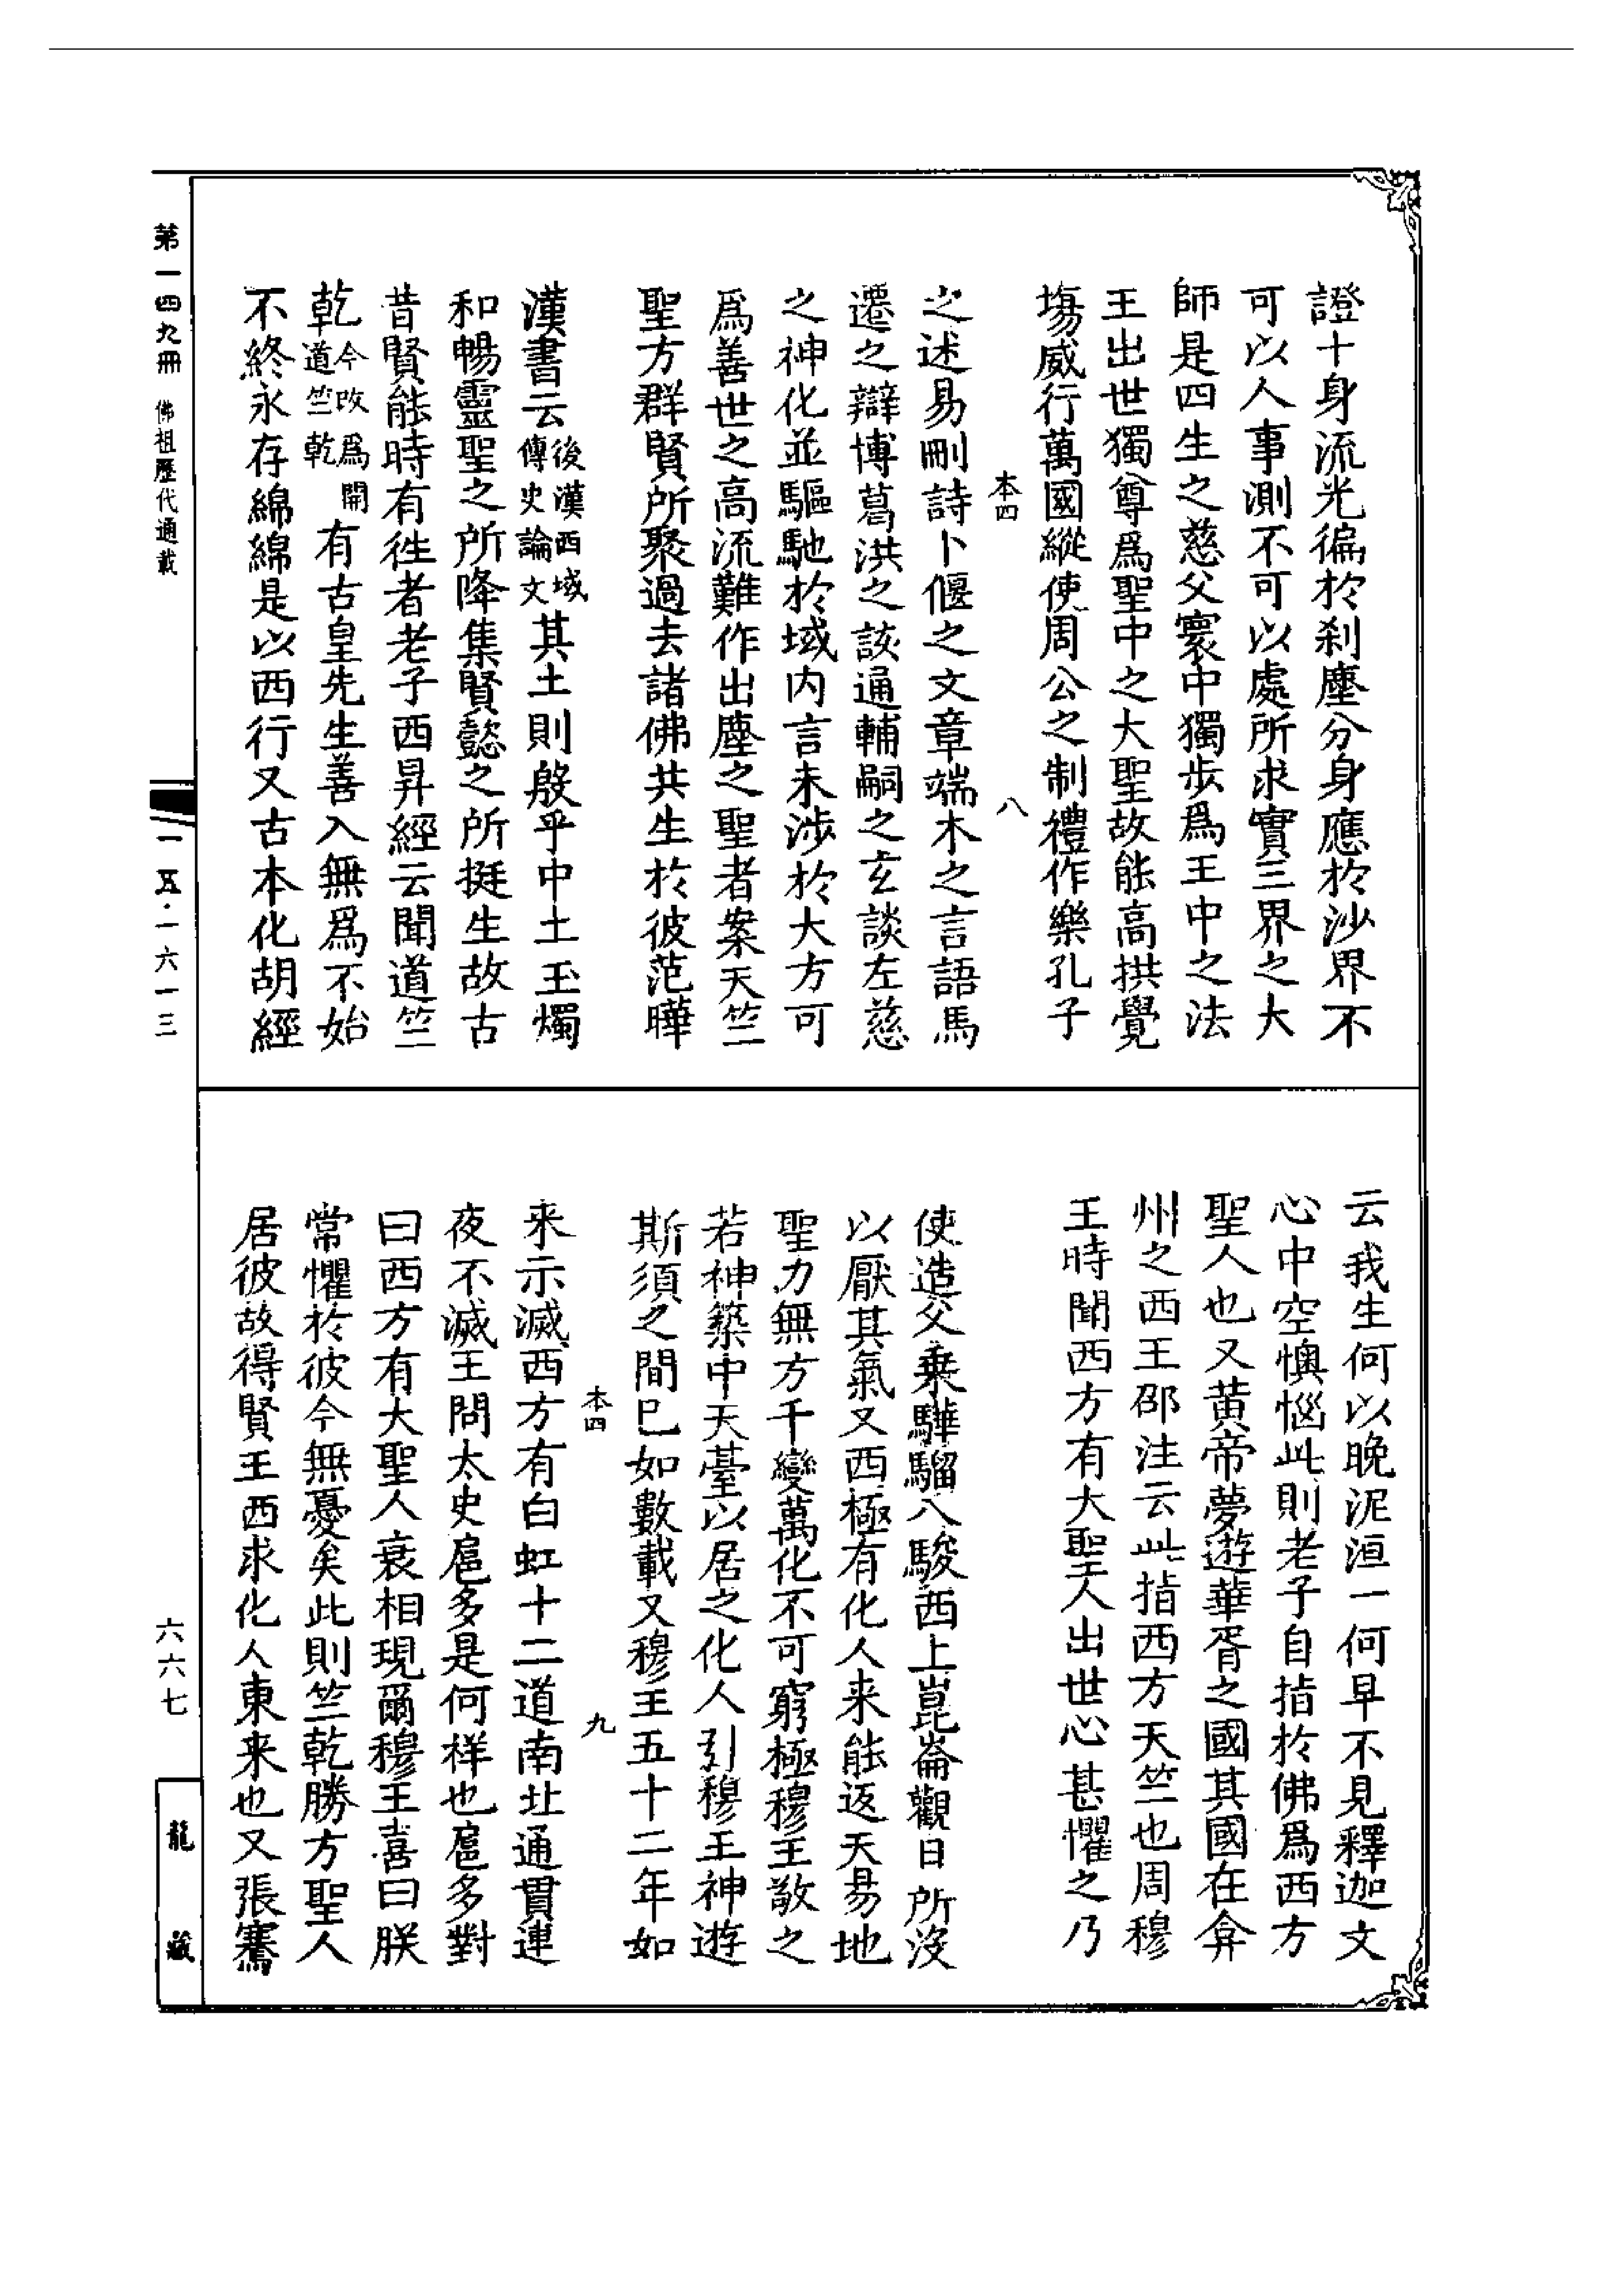 證十身流光徧於刹塵分身應於沙界不
可以人事測不可以處所求實三界之大
師是四生之慈父寰中獨步爲王中之法
王出世獨尊爲聖中之大聖故能高拱覺
塲威行萬國縱使周公之制禮作樂孔子
本四 八
之述易刪詩卜偃之文章端木之言語馬
遷之辯博葛洪之該通輔嗣之玄談左慈
之神化並驅馳於域内言未涉於大方可
爲善世之高流難作出塵之聖者案天竺
聖方群賢所聚過去諸佛共生於彼范曄
漢書云後漢西域傳史論文其土則殷乎中土玉燭
和暢靈聖之所降集賢懿之所挺生故古
昔賢能時有徃者老子西昇經云聞道竺
乾今改爲開道竺乾有古皇先生善入無爲不始
不終永存綿綿是以西行又古本化胡經
云我生何以晚泥洹一何早不見釋迦文
心中空懊惱此則老子自指於佛爲西方
聖人也又黃帝夢遊華胥之國其國在弇
州之西王邵注云此指西方天竺也周穆
王時聞西方有大聖人出世心甚懼之乃
使造父乗驊騮八駿西上崑崙觀日所沒
以厭其氣又西極有化人来能返天易地
聖力無方千變萬化不可窮極穆王敬之
若神築中天臺以居之化人引穆王神遊
斯須之間已如數載又穆王五十二年如
本四 九
来示滅西方有白虹十二道南北通貫連
夜不滅王問太史扈多是何祥也扈多對
曰西方有大聖人衰相現爾穆王喜曰朕
常懼於彼今無憂矣此則竺乾勝方聖人
居彼故得賢王西求化人東来也又張騫
第一四九冊 佛祖歷代通載
一五·一六一三
六六七
龍藏